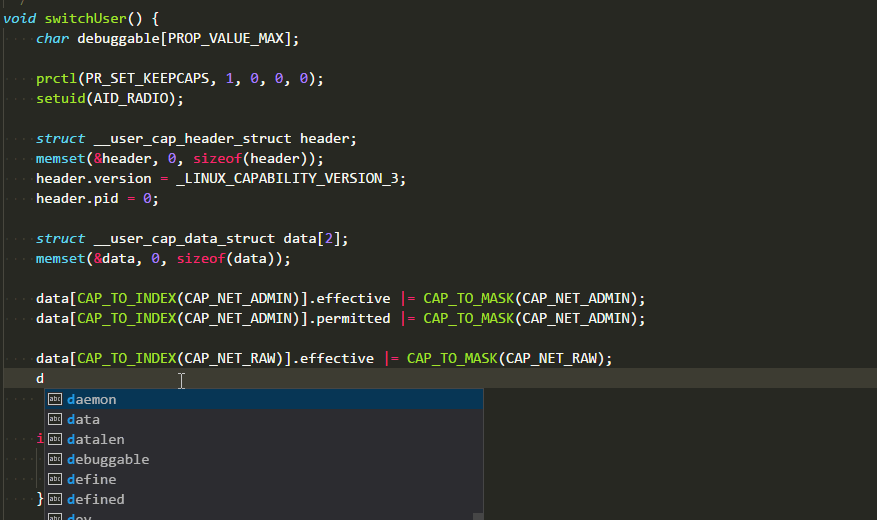 void switchUser() {
char debuggable[PROP_VALUE_MAX];
prctl(PR_SET_KEEPCAPS, 1, 0, 0, 0);
setuid(AID_RADIO);
struct __user_cap_header_struct header;
memset(&header, 0, sizeof(header));
header.version = _LINUX_CAPABILITY_VERSION_3;
header.pid = 0;
struct __user_cap_data_struct data[2];
memset(&data, 0, sizeof(data));
data[CAP_TO_INDEX(CAP_NET_ADMIN)].effective |= CAP_TO_MASK(CAP_NET_ADMIN);
data[CAP_TO_INDEX(CAP_NET_ADMIN)].permitted |= CAP_TO_MASK(CAP_NET_ADMIN);
data[CAP_TO_INDEX(CAP_NET_RAW)].effective |= CAP_TO_MASK(CAP_NET_RAW);
d
abc daemon
abc data
i abc datalen
abc debuggable
abc define
} abc defined